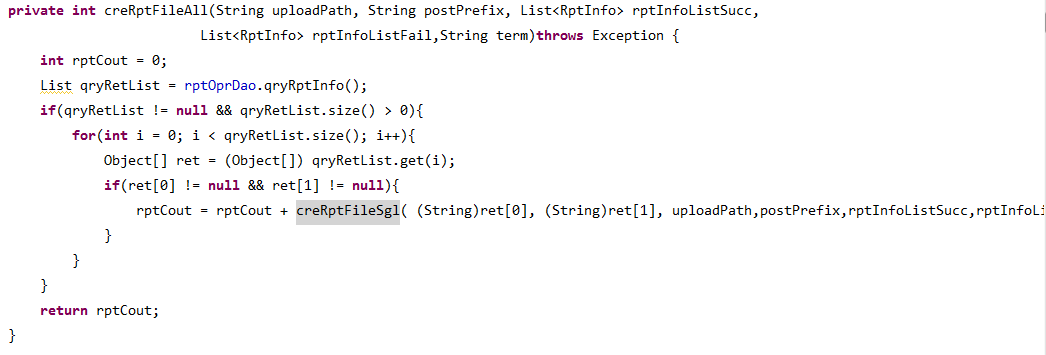 private int creRptFileAll(String uploadPath, String postPrefix, List<RptInfo> rptInfoListSucc,
List<RptInfo> rptInfoListFail,String term)throws Exception {
int rptCout = 0;
List qryRetList = rptOprDao.qryRptInfo();
if(qryRetList != null && qryRetList.size() > 0){
for(int i = 0; i < qryRetList.size(); i++){
Object[] ret = (Object[]) qryRetList.get(i);
if(ret[0] != null && ret[1] != null){
rptCout = rptCout + creRptFileSgl( (String)ret[0], (String)ret[1], uploadPath,postPrefix,rptInfoListSucc,rptInfoLi
}
}
}
return rptCout;
}